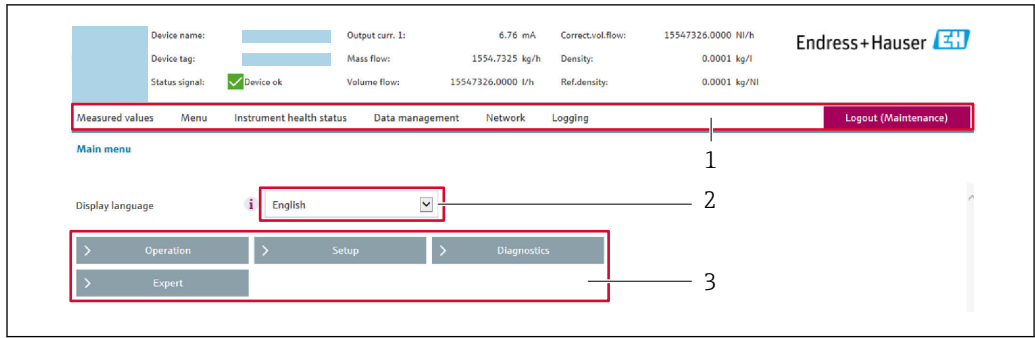 Device name: Output curr. 1: 6.76 mA Correct.vol.flow: 15547326.0000 Nl/h
Endress+Hauser EH
Device tag: Mass flow: 1554.7325 kg/h Density: 0.0001 kg/l
Status signal: Device ok Volume flow: 15547326.0000 l/h Ref.density: 0.0001 kg/Nl
Measured values Menu Instrument health status Data management Network Logging Logout (Maintenance)
1
Main menu
Display language i English 2
> Operation > Setup > Diagnostics
> Expert 3